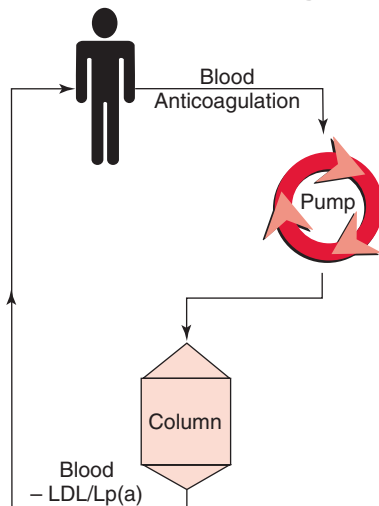 Blood
Anticoagulation
Pump
Column
Blood
– LDL/Lp(a)